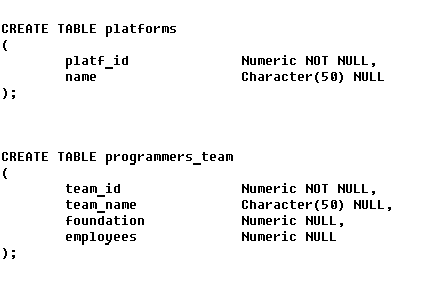 CREATE TABLE platforms
(
platf_id Numeric NOT NULL,
name Character(50) NULL
);
CREATE TABLE programmers_team
(
team_id Numeric NOT NULL,
team_name Character(50) NULL,
foundation Numeric NULL,
employees Numeric NULL
);